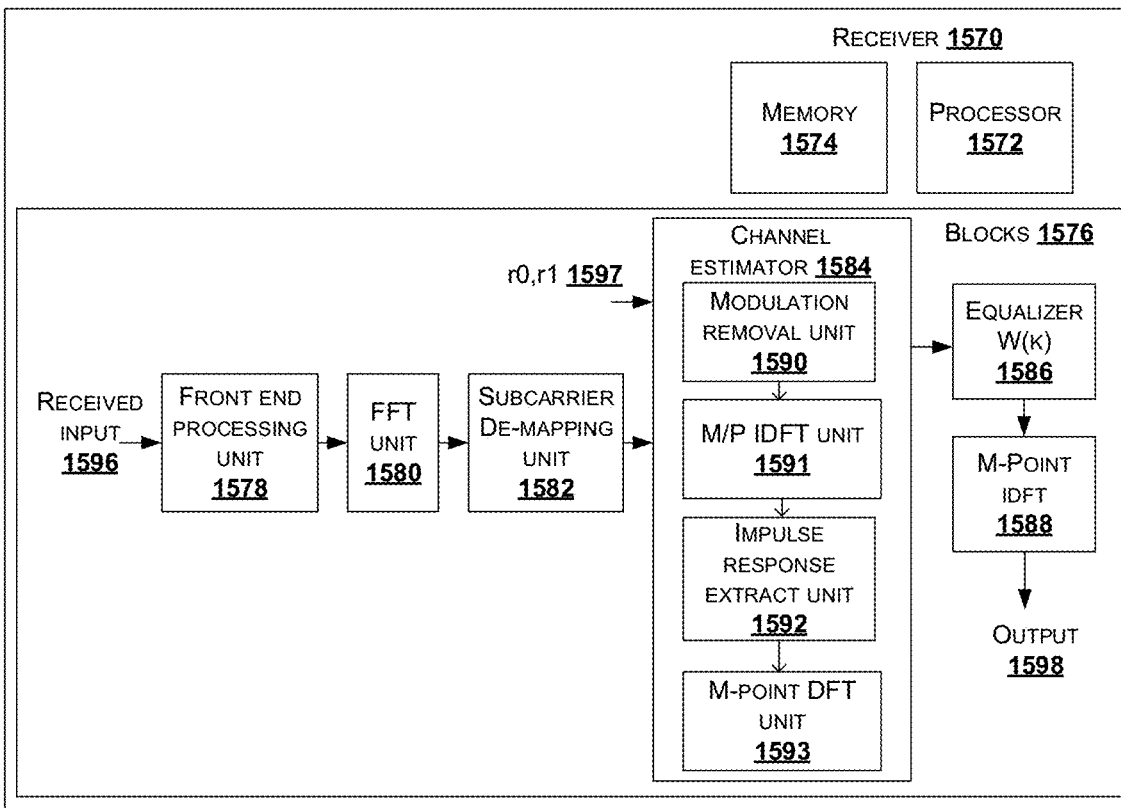 RECEIVER 1570
MEMORY
1574
PROCESSOR
1572
BLOCKS 1576
RECEIVED
INPUT
1596
FRONT END
PROCESSING
UNIT
1578
FFT
UNIT
1580
SUBCARRIER
DE-MAPPING
UNIT
1582
r0,r1 1597
CHANNEL
ESTIMATOR 1584
MODULATION
REMOVAL UNIT
1590
M/P IDFT UNIT
1591
IMPULSE
RESPONSE
EXTRACT UNIT
1592
M-POINT DFT
UNIT
1593
EQUALIZER
W(K)
1586
M-POINT
IDFT
1588
OUTPUT
1598